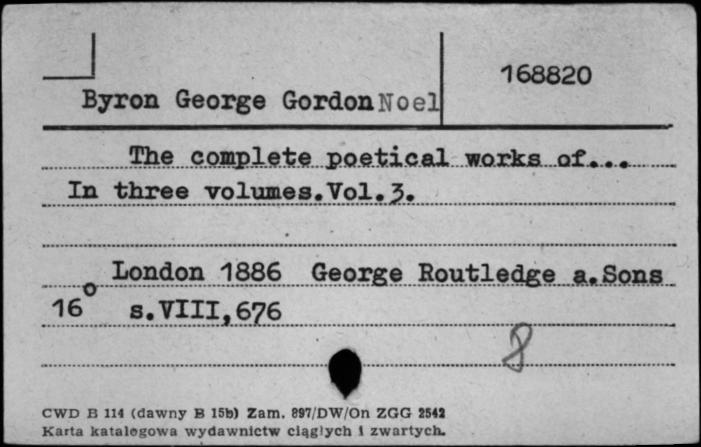 168820
Byron George Gordon Noel
The complete poetical works of...
In three volumes.Vol.3.
London 1886 George Routledge a.Sons
16° s.VIII,676
8
CWD B 114 (dawny B 15b) Zam. 897/DW/On ZGG 2542
Karta katalogowa wydawnictw ciągłych i zwartych.